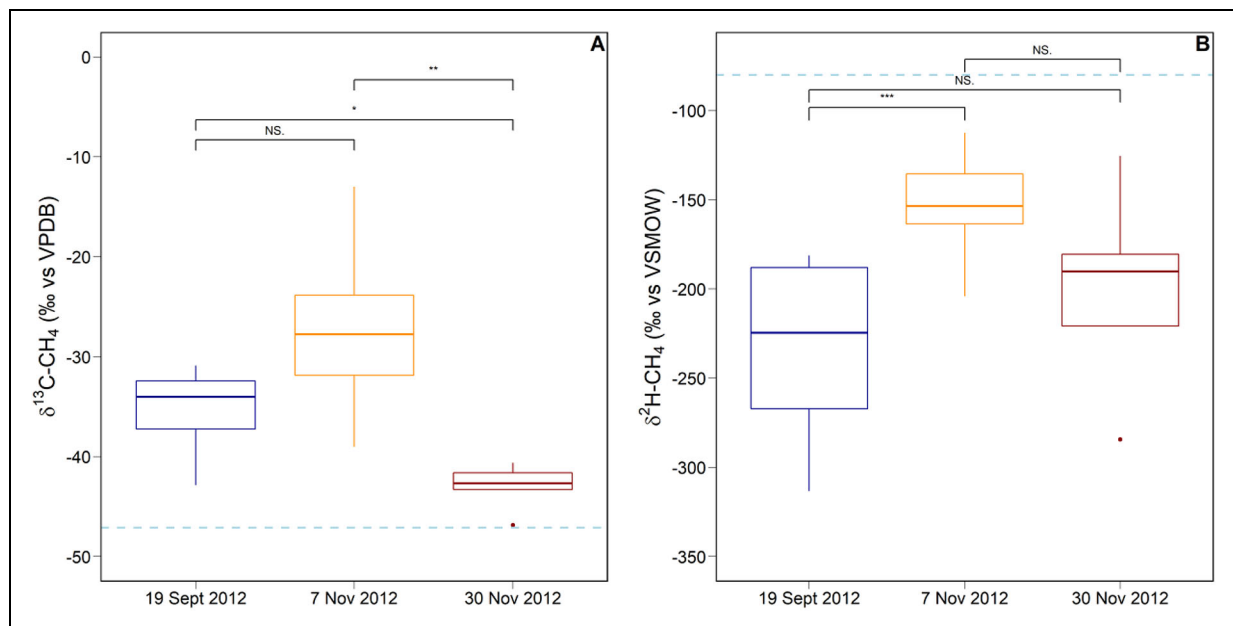 A
0
-10
-20
-30
-40
-50
δ¹³C-CH₄ (‰ vs VPDB)
**
*
NS.
19 Sept 2012 7 Nov 2012 30 Nov 2012
B
-100
-150
-200
-250
-300
-350
δ²H-CH₄ (‰ vs VSMOW)
NS.
NS.
***
19 Sept 2012 7 Nov 2012 30 Nov 2012